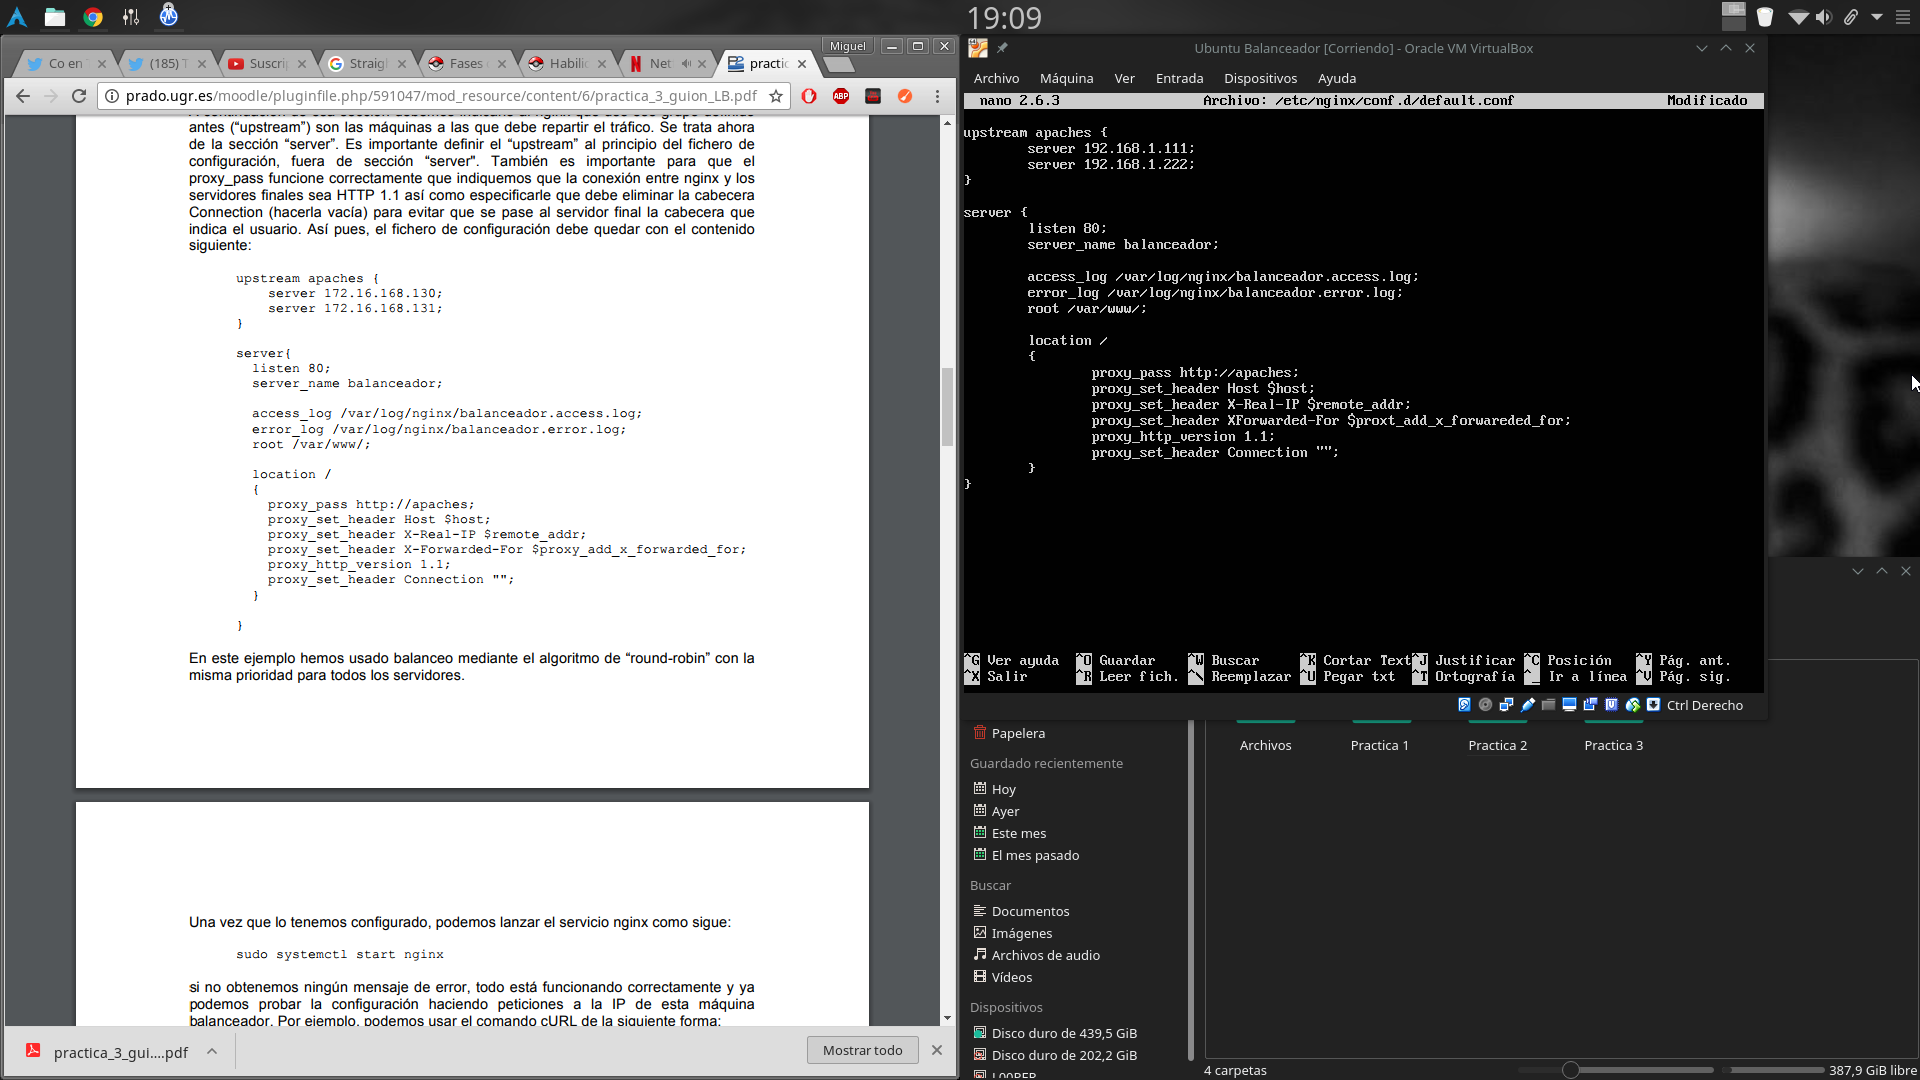 19:09
Miguel
Co en
(185) T
Suscri
Straigl
Fases
Habilic
Net
practic
prado.ugr.es/moodle/pluginfile.php/591047/mod_resource/content/6/practica_3_guion_LB.pdf
ABP
antes (“upstream”) son las máquinas a las que debe repartir el tráfico. Se trata ahora
de la sección “server”. Es importante definir el “upstream” al principio del fichero de
configuración, fuera de sección “server”. También es importante para que el
proxy_pass funcione correctamente que indiquemos que la conexión entre nginx y los
servidores finales sea HTTP 1.1 así como especificarle que debe eliminar la cabecera
Connection (hacerla vacía) para evitar que se pase al servidor final la cabecera que
indica el usuario. Así pues, el fichero de configuración debe quedar con el contenido
siguiente:
upstream apaches {
server 172.16.168.130;
server 172.16.168.131;
}
server{
listen 80;
server_name balanceador;
access_log /var/log/nginx/balanceador.access.log;
error_log /var/log/nginx/balanceador.error.log;
root /var/www/;
location /
{
proxy_pass http://apaches;
proxy_set_header Host $host;
proxy_set_header X-Real-IP $remote_addr;
proxy_set_header X-Forwarded-For $proxy_add_x_forwarded_for;
proxy_http_version 1.1;
proxy_set_header Connection "";
}
}
En este ejemplo hemos usado balanceo mediante el algoritmo de “round-robin” con la
misma prioridad para todos los servidores.
Una vez que lo tenemos configurado, podemos lanzar el servicio nginx como sigue:
sudo systemctl start nginx
si no obtenemos ningún mensaje de error, todo está funcionando correctamente y ya
podemos probar la configuración haciendo peticiones a la IP de esta máquina
balanceador. Por ejemplo, podemos usar el comando cURL de la siguiente forma:
practica_3_gui....pdf
Mostrar todo
Ubuntu Balanceador [Corriendo] - Oracle VM VirtualBox
Archivo Máquina Ver Entrada Dispositivos Ayuda
nano 2.6.3 Archivo: /etc/nginx/conf.d/default.conf Modificado
upstream apaches {
server 192.168.1.111;
server 192.168.1.222;
}
server {
listen 80;
server_name balanceador;
access_log /var/log/nginx/balanceador.access.log;
error_log /var/log/nginx/balanceador.error.log;
root /var/www/;
location /
{
proxy_pass http://apaches;
proxy_set_header Host $host;
proxy_set_header X-Real-IP $remote_addr;
proxy_set_header XForwarded-For $proxt_add_x_forwareded_for;
proxy_http_version 1.1;
proxy_set_header Connection "";
}
}
^G Ver ayuda ^O Guardar ^W Buscar ^K Cortar Text ^J Justificar ^C Posición ^Y Pág. ant.
^X Salir ^R Leer fich. ^\ Reemplazar ^U Pegar txt ^T Ortografía ^_ Ir a línea ^V Pág. sig.
Ctrl Derecho
Papelera
Guardado recientemente
Hoy
Ayer
Este mes
El mes pasado
Buscar
Documentos
Imágenes
Archivos de audio
Vídeos
Dispositivos
Disco duro de 439,5 GiB
Disco duro de 202,2 GiB
Archivos
Practica 1
Practica 2
Practica 3
4 carpetas
387,9 GiB libre